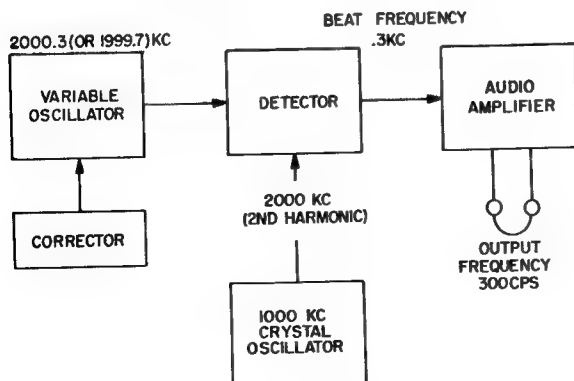 2000.3 (OR 1999.7) KC
VARIABLE
OSCILLATOR
CORRECTOR
DETECTOR
2000 KC
(2ND HARMONIC)
1000 KC
CRYSTAL
OSCILLATOR
BEAT FREQUENCY
.3KC
AUDIO
AMPLIFIER
OUTPUT
FREQUENCY
300CPS